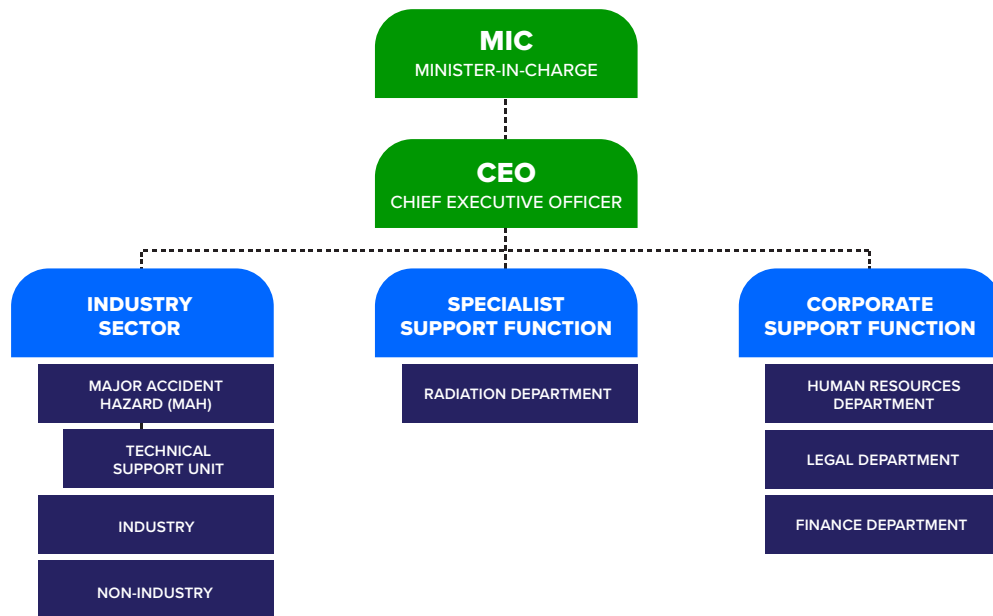 MIC
MINISTER-IN-CHARGE
CEO
CHIEF EXECUTIVE OFFICER
INDUSTRY
SECTOR
MAJOR ACCIDENT
HAZARD (MAH)
TECHNICAL
SUPPORT UNIT
INDUSTRY
NON-INDUSTRY
SPECIALIST
SUPPORT FUNCTION
RADIATION DEPARTMENT
CORPORATE
SUPPORT FUNCTION
HUMAN RESOURCES
DEPARTMENT
LEGAL DEPARTMENT
FINANCE DEPARTMENT